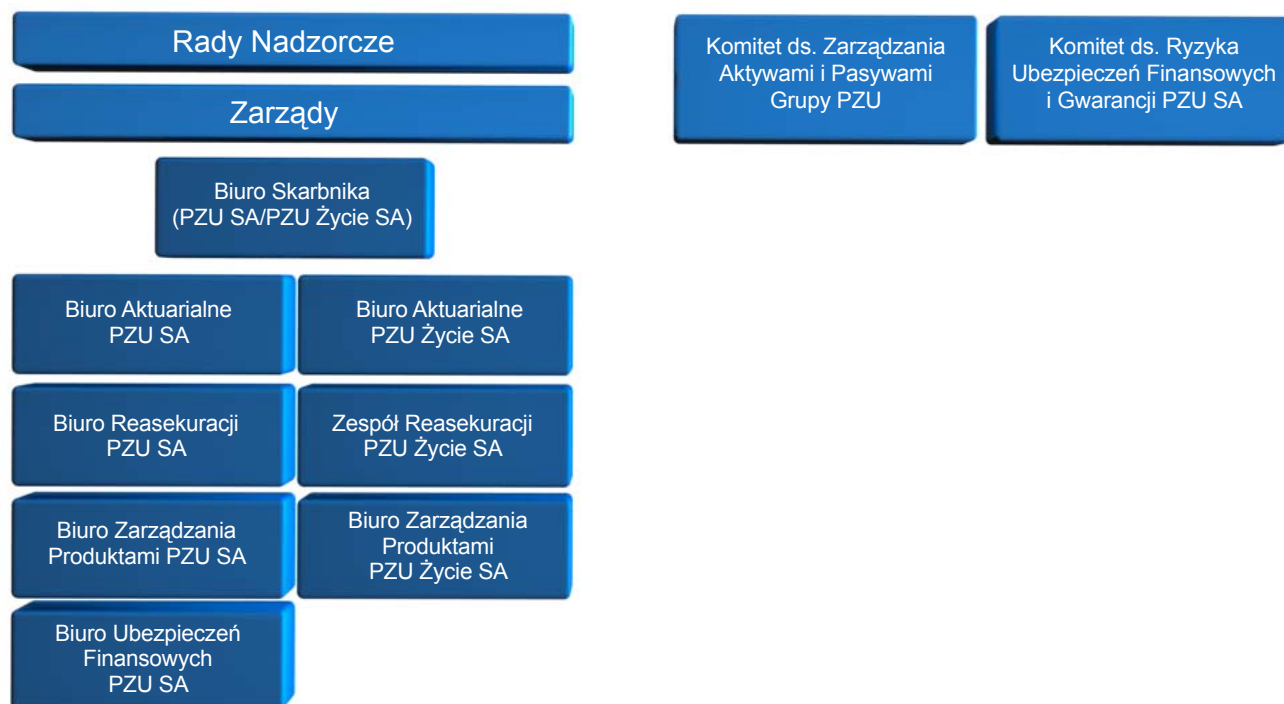 Rady Nadzorcze
Zarządy
Komitet ds. Zarządzania
Aktywami i Pasywami
Grupy PZU
Komitet ds. Ryzyka
Ubezpieczeń Finansowych
i Gwarancji PZU SA
Biuro Skarbnika
(PZU SA/PZU Życie SA)
Biuro Aktuarialne
PZU SA
Biuro Aktuarialne
PZU Życie SA
Biuro Reasekuracji
PZU SA
Zespół Reasekuracji
PZU Życie SA
Biuro Zarządzania
Produktami PZU SA
Biuro Zarządzania
Produktami
PZU Życie SA
Biuro Ubezpieczeń
Finansowych
PZU SA